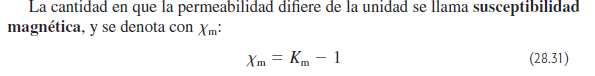 La cantidad en que la permeabilidad difiere de la unidad se llama susceptibilidad
magnética, y se denota con χm:
χm = Km − 1 (28.31)